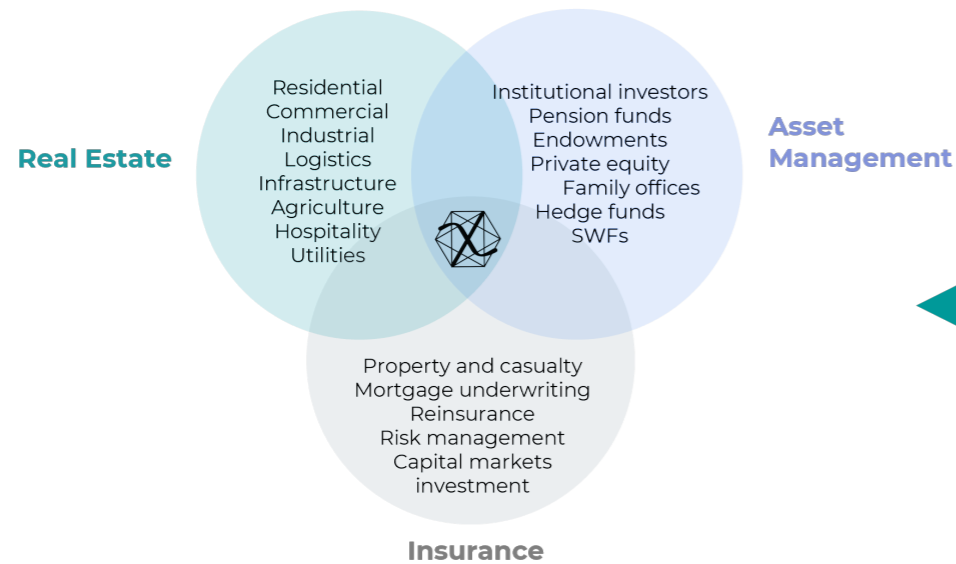 Real Estate
Residential
Commercial
Industrial
Logistics
Infrastructure
Agriculture
Hospitality
Utilities
Institutional investors
Pension funds
Endowments
Private equity
Family offices
Hedge funds
SWFs
Asset
Management
Property and casualty
Mortgage underwriting
Reinsurance
Risk management
Capital markets
investment
Insurance